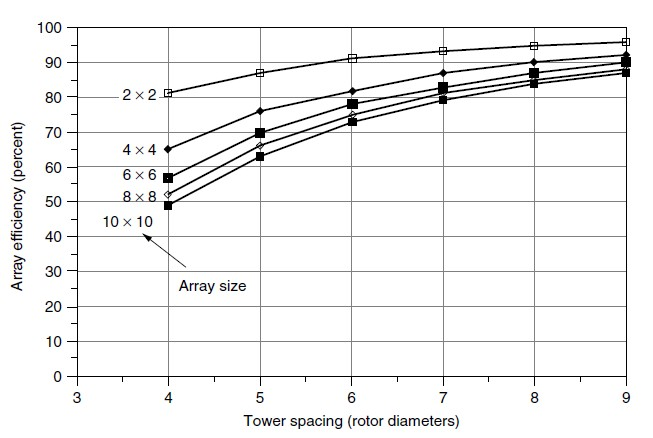 100
90
80
70
60
50
40
30
20
10
0
Array efficiency (percent)
2 × 2
4 × 4
6 × 6
8 × 8
10 × 10
Array size
3 4 5 6 7 8 9
Tower spacing (rotor diameters)